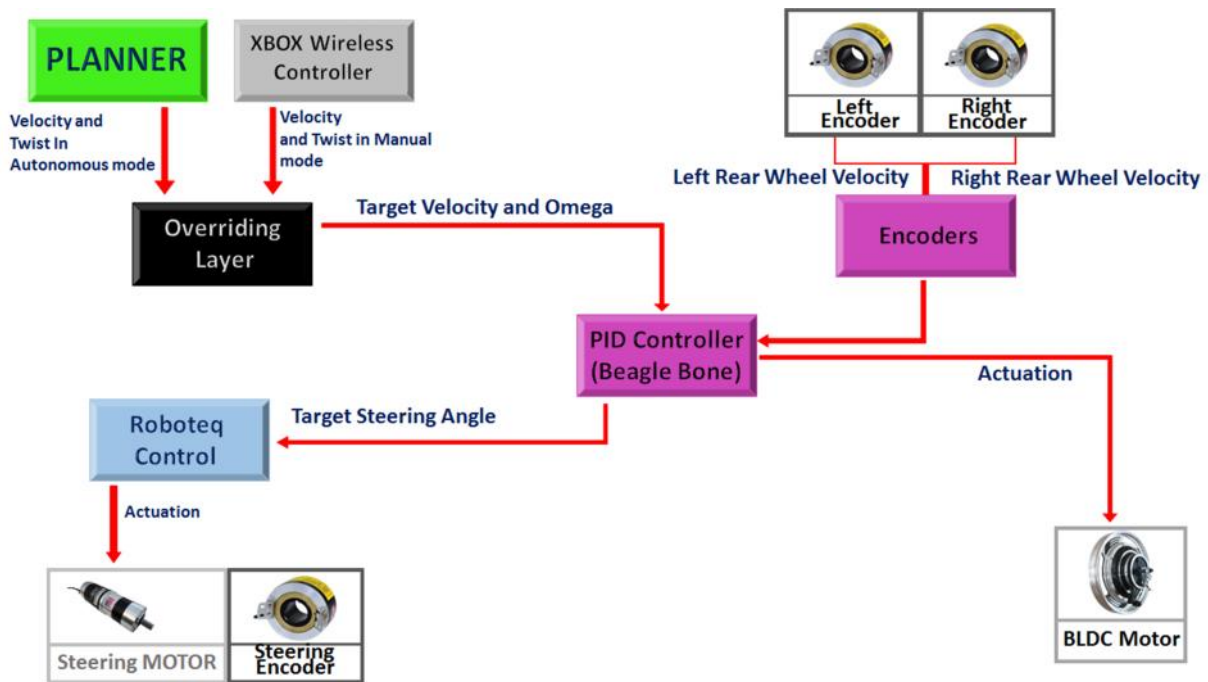 PLANNER
XBOX Wireless
Controller
Velocity and
Twist In
Autonomous mode
Velocity
and Twist in Manual
mode
Left
Encoder
Right
Encoder
Left Rear Wheel Velocity
Right Rear Wheel Velocity
Overriding
Layer
Target Velocity and Omega
Encoders
PID Controller
(Beagle Bone)
Actuation
Target Steering Angle
Roboteq
Control
Actuation
Steering MOTOR
Steering
Encoder
BLDC Motor